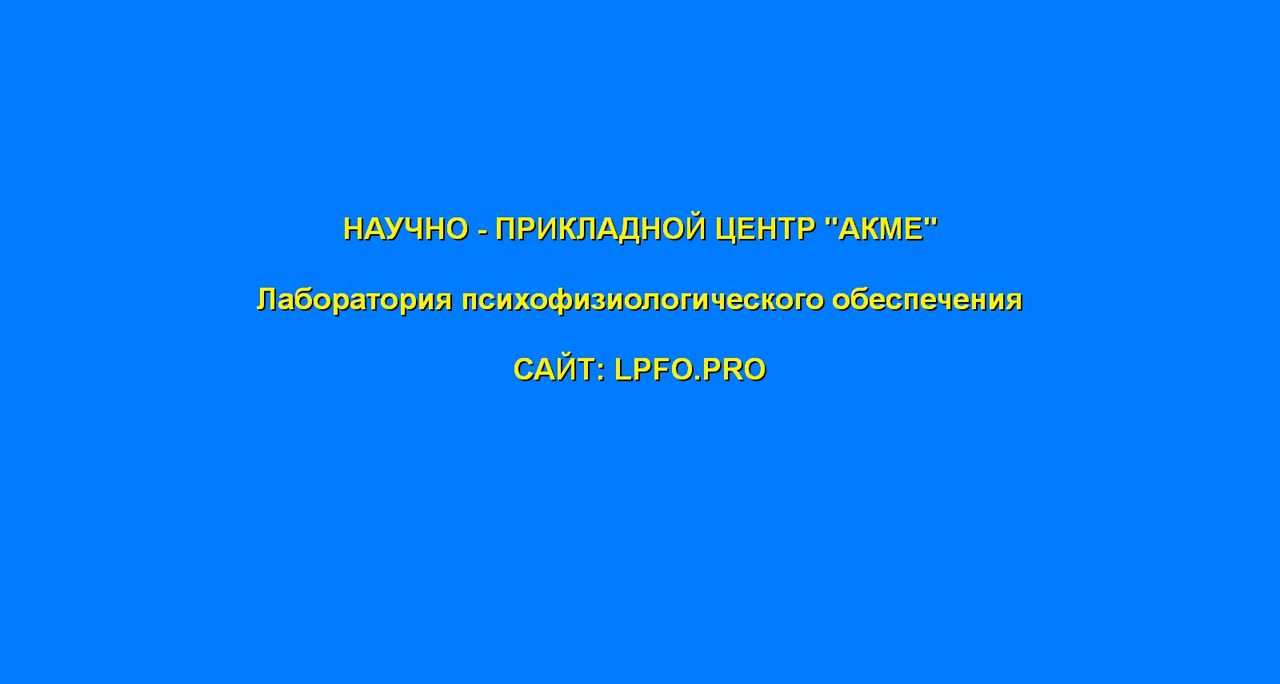 НАУЧНО - ПРИКЛАДНОЙ ЦЕНТР "АКМЕ"
Лаборатория психофизиологического обеспечения
САЙТ: LPFO.PRO